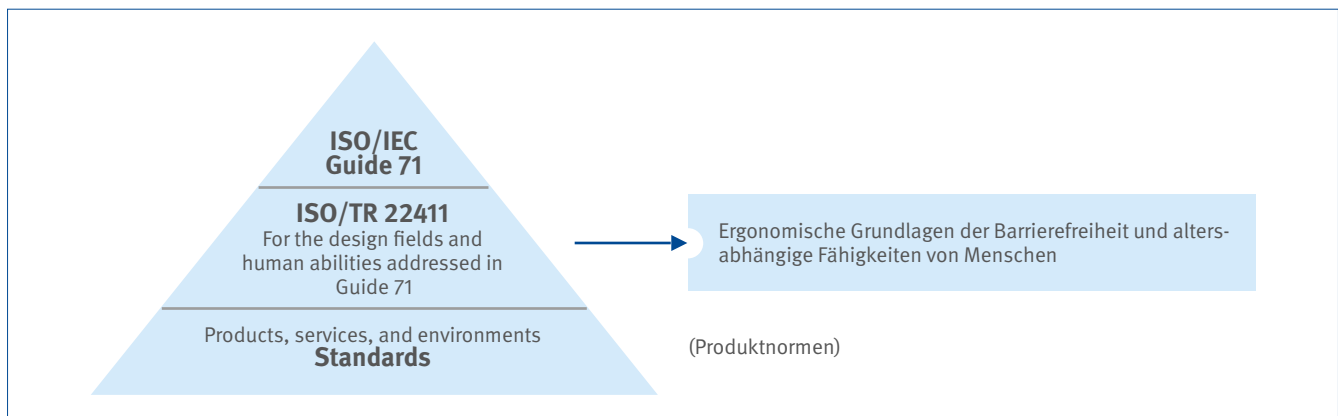 ISO/IEC
Guide 71
ISO/TR 22411
For the design fields and
human abilities addressed in
Guide 71
Ergonomische Grundlagen der Barrierefreiheit und alters-
abhängige Fähigkeiten von Menschen
Products, services, and environments
Standards
(Produktnormen)